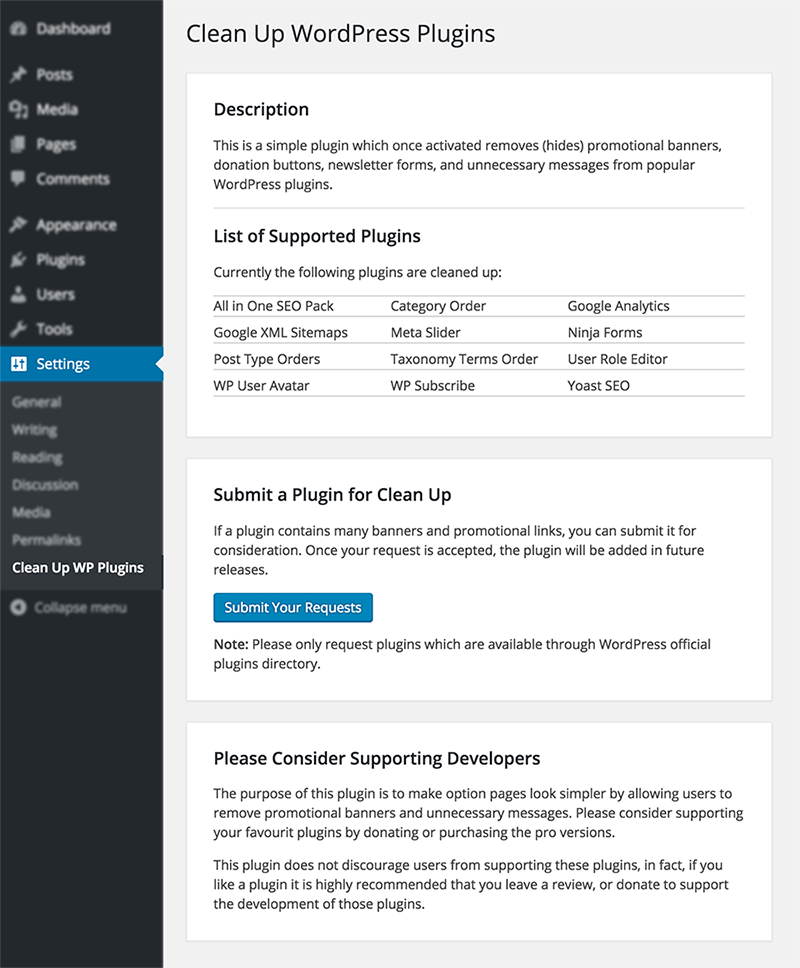 Dashboard
Posts
Media
Pages
Comments
Appearance
Plugins
Users
Tools
Settings
General
Writing
Reading
Discussion
Media
Permalinks
Clean Up WP Plugins
Collapse menu
Clean Up WordPress Plugins
Description
This is a simple plugin which once activated removes (hides) promotional banners,
donation buttons, newsletter forms, and unnecessary messages from popular
WordPress plugins.
List of Supported Plugins
Currently the following plugins are cleaned up:
All in One SEO Pack Category Order Google Analytics
Google XML Sitemaps Meta Slider Ninja Forms
Post Type Orders Taxonomy Terms Order User Role Editor
WP User Avatar WP Subscribe Yoast SEO
Submit a Plugin for Clean Up
If a plugin contains many banners and promotional links, you can submit it for
consideration. Once your request is accepted, the plugin will be added in future
releases.
Submit Your Requests
Note: Please only request plugins which are available through WordPress official
plugins directory.
Please Consider Supporting Developers
The purpose of this plugin is to make option pages look simpler by allowing users to
remove promotional banners and unnecessary messages. Please consider supporting
your favourit plugins by donating or purchasing the pro versions.
This plugin does not discourage users from supporting these plugins, in fact, if you
like a plugin it is highly recommended that you leave a review, or donate to support
the development of those plugins.